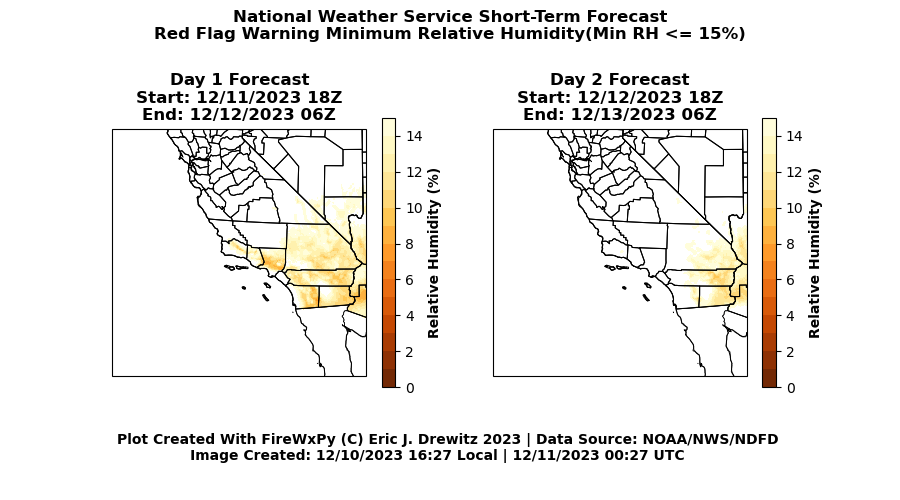 National Weather Service Short-Term Forecast
Red Flag Warning Minimum Relative Humidity(Min RH <= 15%)
Day 1 Forecast
Start: 12/11/2023 18Z
End: 12/12/2023 06Z
14
12
10
8
6
4
2
0
Relative Humidity (%)
Day 2 Forecast
Start: 12/12/2023 18Z
End: 12/13/2023 06Z
14
12
10
8
6
4
2
0
Relative Humidity (%)
Plot Created With FireWxPy (C) Eric J. Drewitz 2023 | Data Source: NOAA/NWS/NDFD
Image Created: 12/10/2023 16:27 Local | 12/11/2023 00:27 UTC